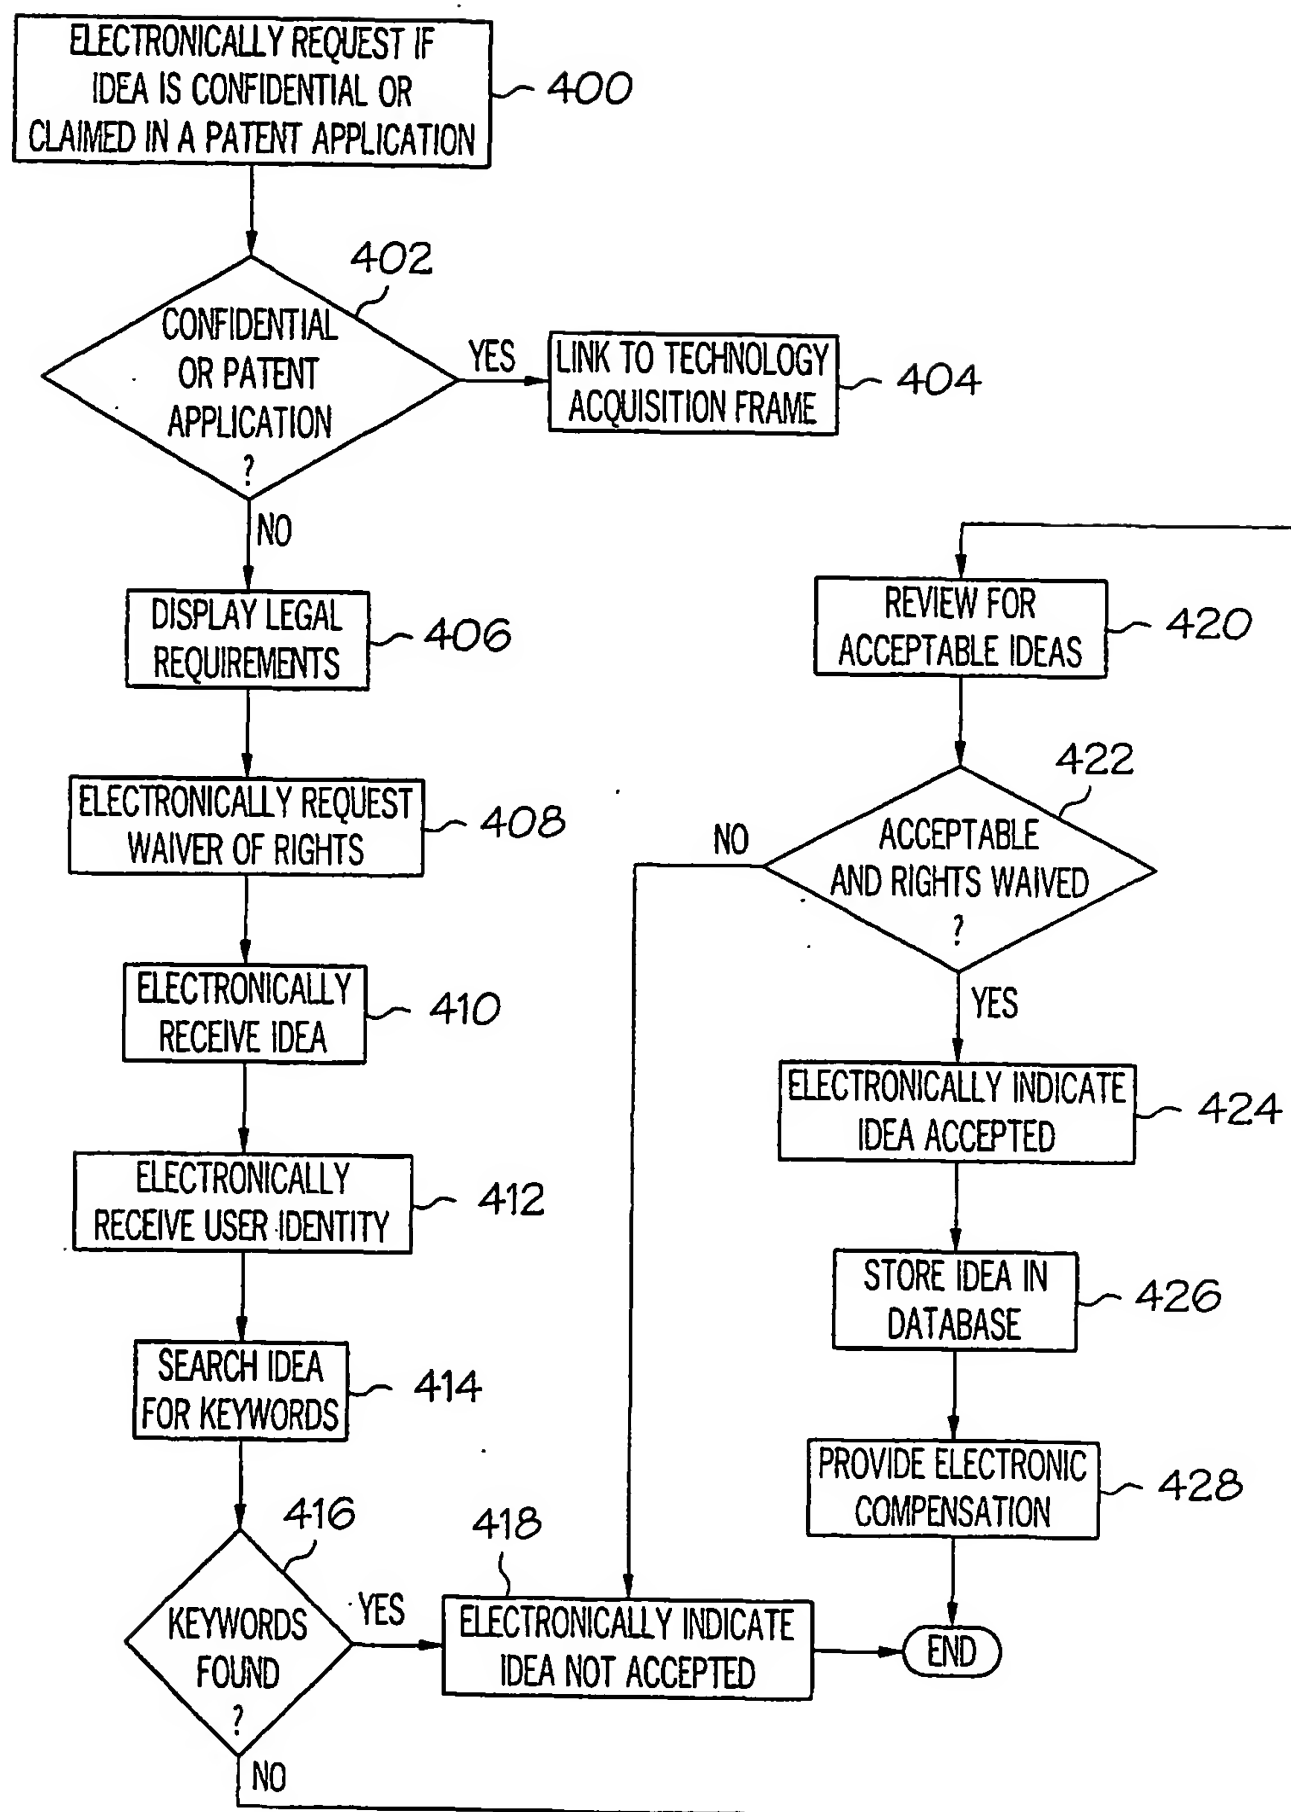 ELECTRONICALLY REQUEST IF
IDEA IS CONFIDENTIAL OR
CLAIMED IN A PATENT APPLICATION
400
402
CONFIDENTIAL
OR PATENT
APPLICATION
?
YES
LINK TO TECHNOLOGY
ACQUISITION FRAME
404
NO
DISPLAY LEGAL
REQUIREMENTS
406
ELECTRONICALLY REQUEST
WAIVER OF RIGHTS
408
ELECTRONICALLY
RECEIVE IDEA
410
ELECTRONICALLY
RECEIVE USER IDENTITY
412
SEARCH IDEA
FOR KEYWORDS
414
416
KEYWORDS
FOUND
?
YES
NO
418
ELECTRONICALLY INDICATE
IDEA NOT ACCEPTED
REVIEW FOR
ACCEPTABLE IDEAS
420
422
ACCEPTABLE
AND RIGHTS WAIVED
?
NO
YES
ELECTRONICALLY INDICATE
IDEA ACCEPTED
424
STORE IDEA IN
DATABASE
426
PROVIDE ELECTRONIC
COMPENSATION
428
END